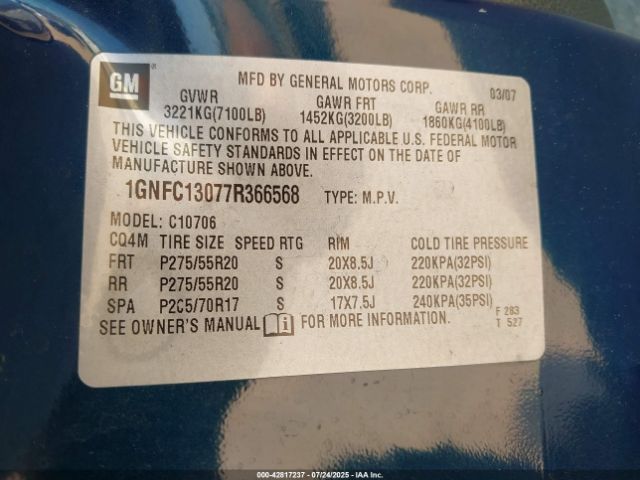 GM
®
MFD BY GENERAL MOTORS CORP.
03/07
GVWR GAWR FRT GAWR RR
3221KG(7100LB) 1452KG(3200LB) 1860KG(4100LB)
THIS VEHICLE CONFORMS TO ALL APPLICABLE U.S. FEDERAL MOTOR
VEHICLE SAFETY STANDARDS IN EFFECT ON THE DATE OF
MANUFACTURE SHOWN ABOVE.
1GNFC13077R366568 TYPE: M.P.V.
MODEL: C10706
CQ4M TIRE SIZE SPEED RTG RIM COLD TIRE PRESSURE
FRT P275/55R20 S 20X8.5J 220KPA(32PSI)
RR P275/55R20 S 20X8.5J 220KPA(32PSI)
SPA P2C5/70R17 S 17X7.5J 240KPA(35PSI)
SEE OWNER'S MANUAL i FOR MORE INFORMATION.
F 283
T 527
000-42817237 - 07/24/2025 - IAAI.com